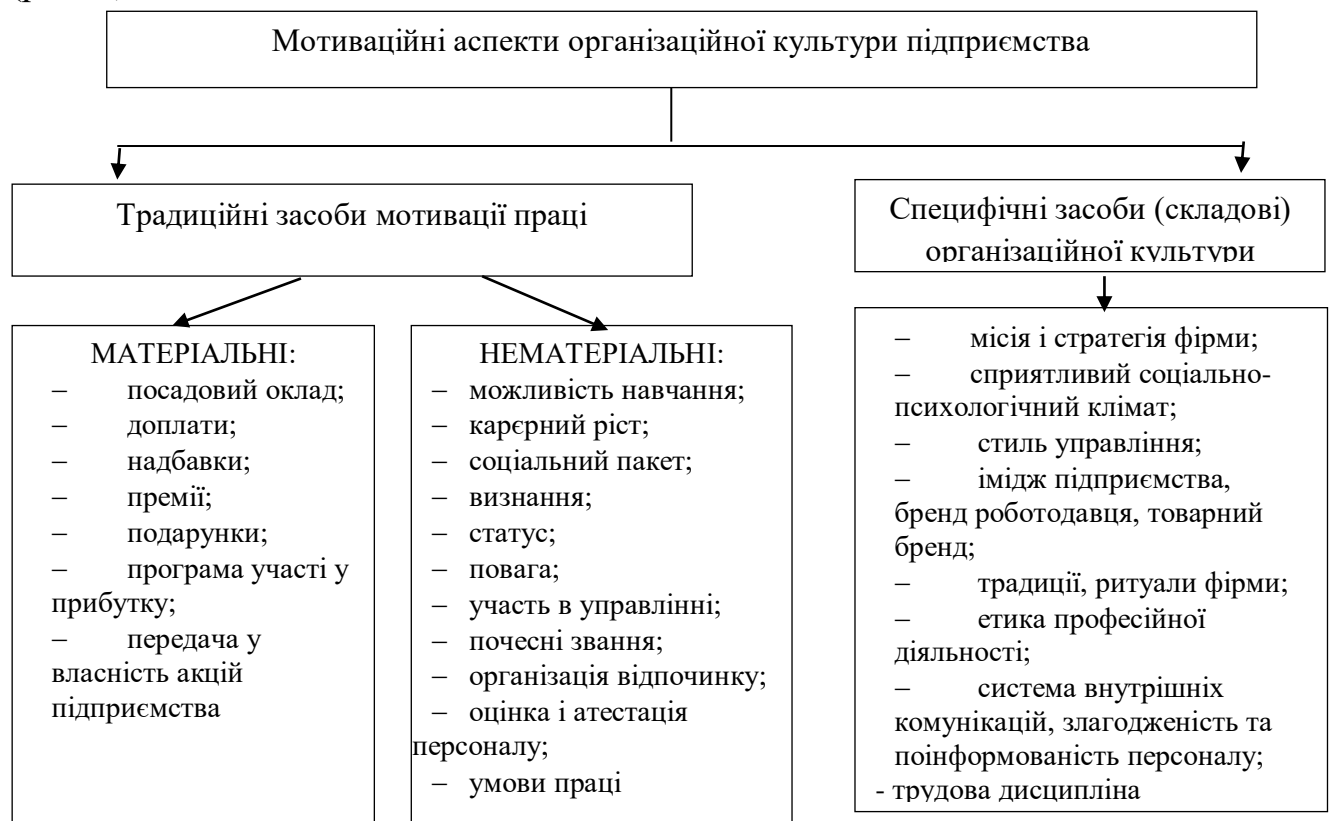 Мотиваційні аспекти організаційної культури підприємства
Традиційні засоби мотивації праці
Специфічні засоби (складові)
організаційної культури
МАТЕРІАЛЬНІ:
– посадовий оклад;
– доплати;
– надбавки;
– премії;
– подарунки;
– програма участі у
прибутку;
– передача у
власність акцій
підприємства
НЕМАТЕРІАЛЬНІ:
– можливість навчання;
– карєрний ріст;
– соціальний пакет;
– визнання;
– статус;
– повага;
– участь в управлінні;
– почесні звання;
– організація відпочинку;
– оцінка і атестація
персоналу;
– умови праці
– місія і стратегія фірми;
– сприятливий соціально-
психологічний клімат;
– стиль управління;
– імідж підприємства,
бренд роботодавця, товарний
бренд;
– традиції, ритуали фірми;
– етика професійної
діяльності;
– система внутрішніх
комунікацій, злагодженість та
поінформованість персоналу;
- трудова дисципліна